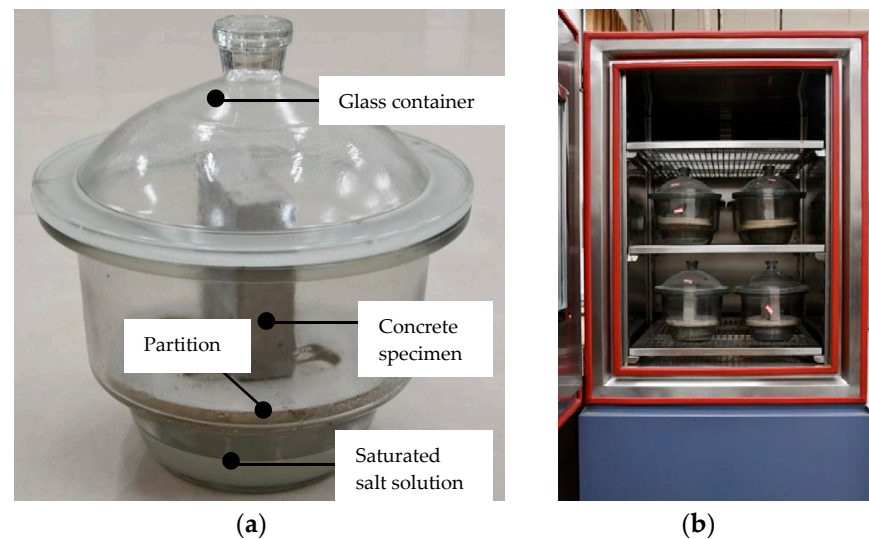 Glass container
Partition
Concrete
specimen
Saturated
salt solution
(a)
(b)